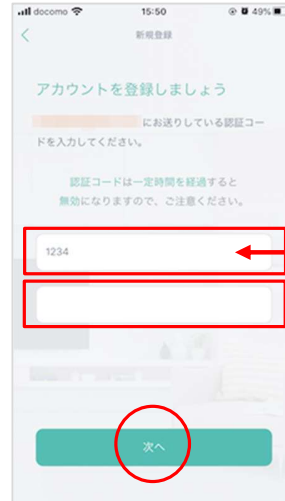 docomo 15:50 49%
新規登録
アカウントを登録しましょう
にお送りしている認証コー
ドを入力してください。
認証コードは一定時間を経過すると
無効になりますので、ご注意ください。
1234
次へ